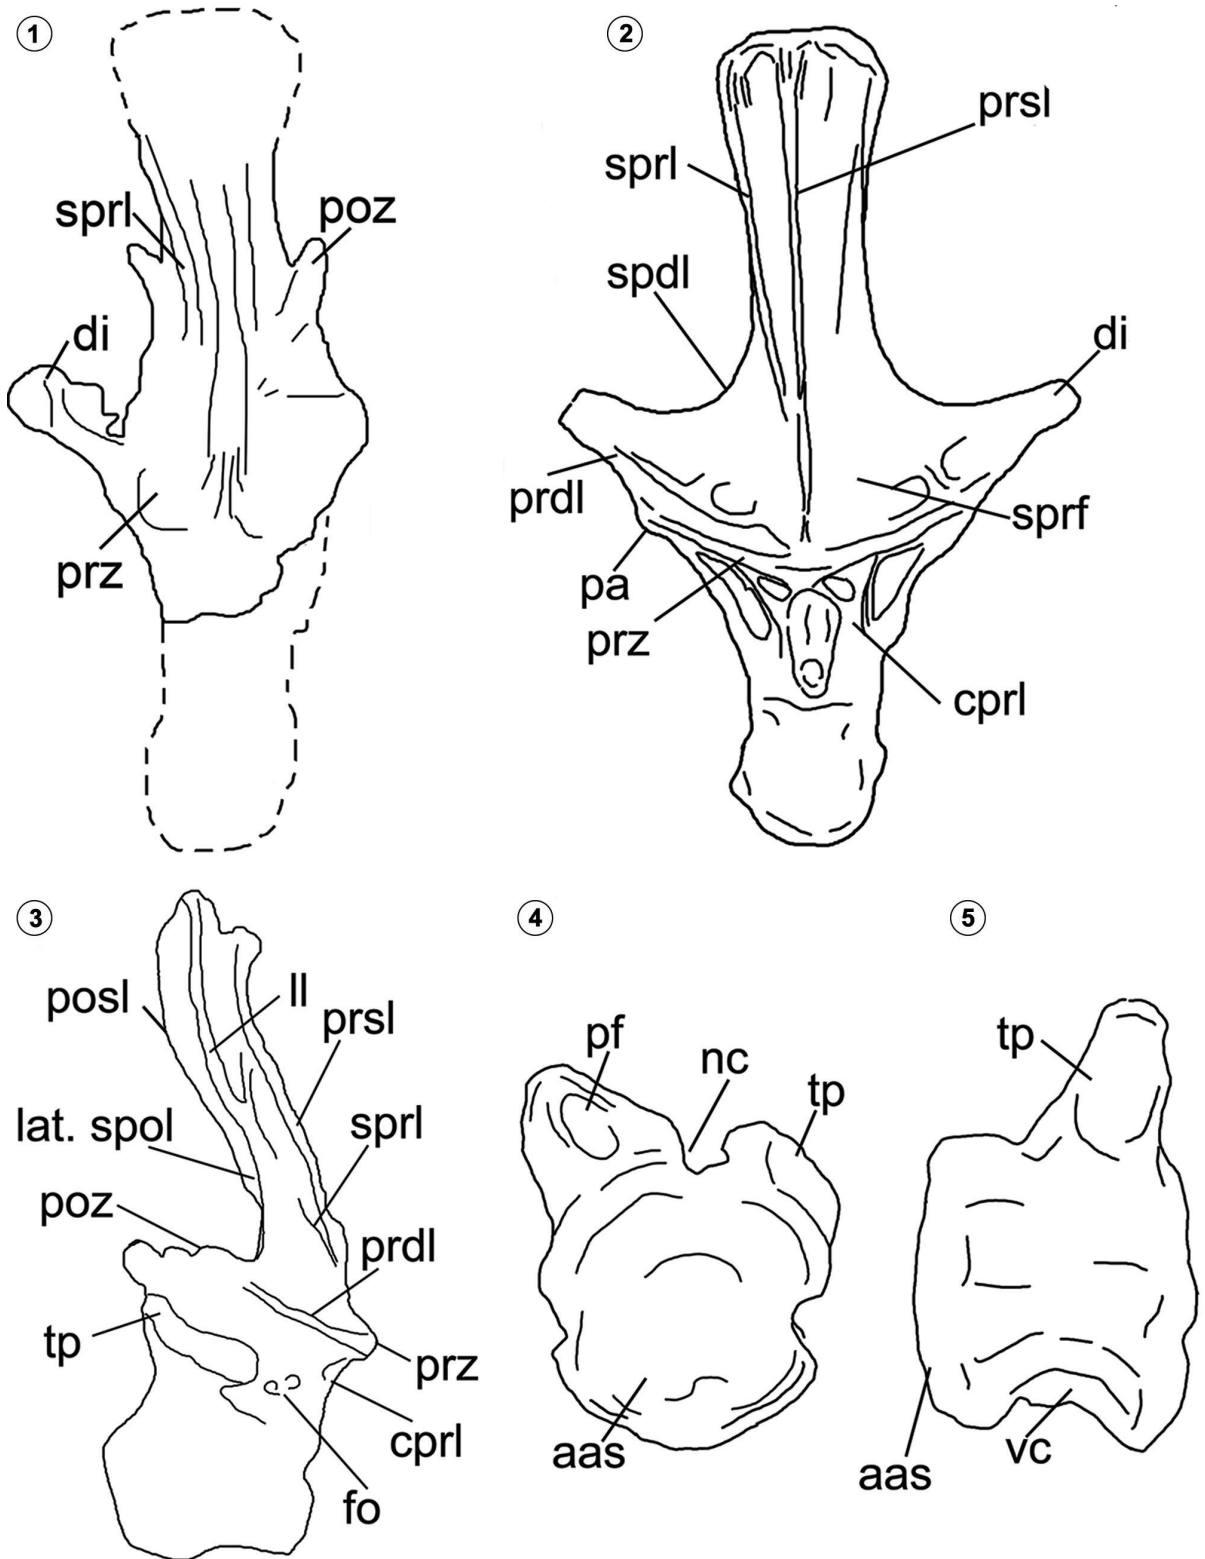 1
sprl
poz
di
prz
2
prsl
sprl
spdl
di
prdl
sprf
pa
prz
cprl
3
posl
ll
prsl
lat. spol
sprl
poz
prdl
tp
prz
cprl
fo
4
pf
nc
tp
aas
5
tp
vc
aas